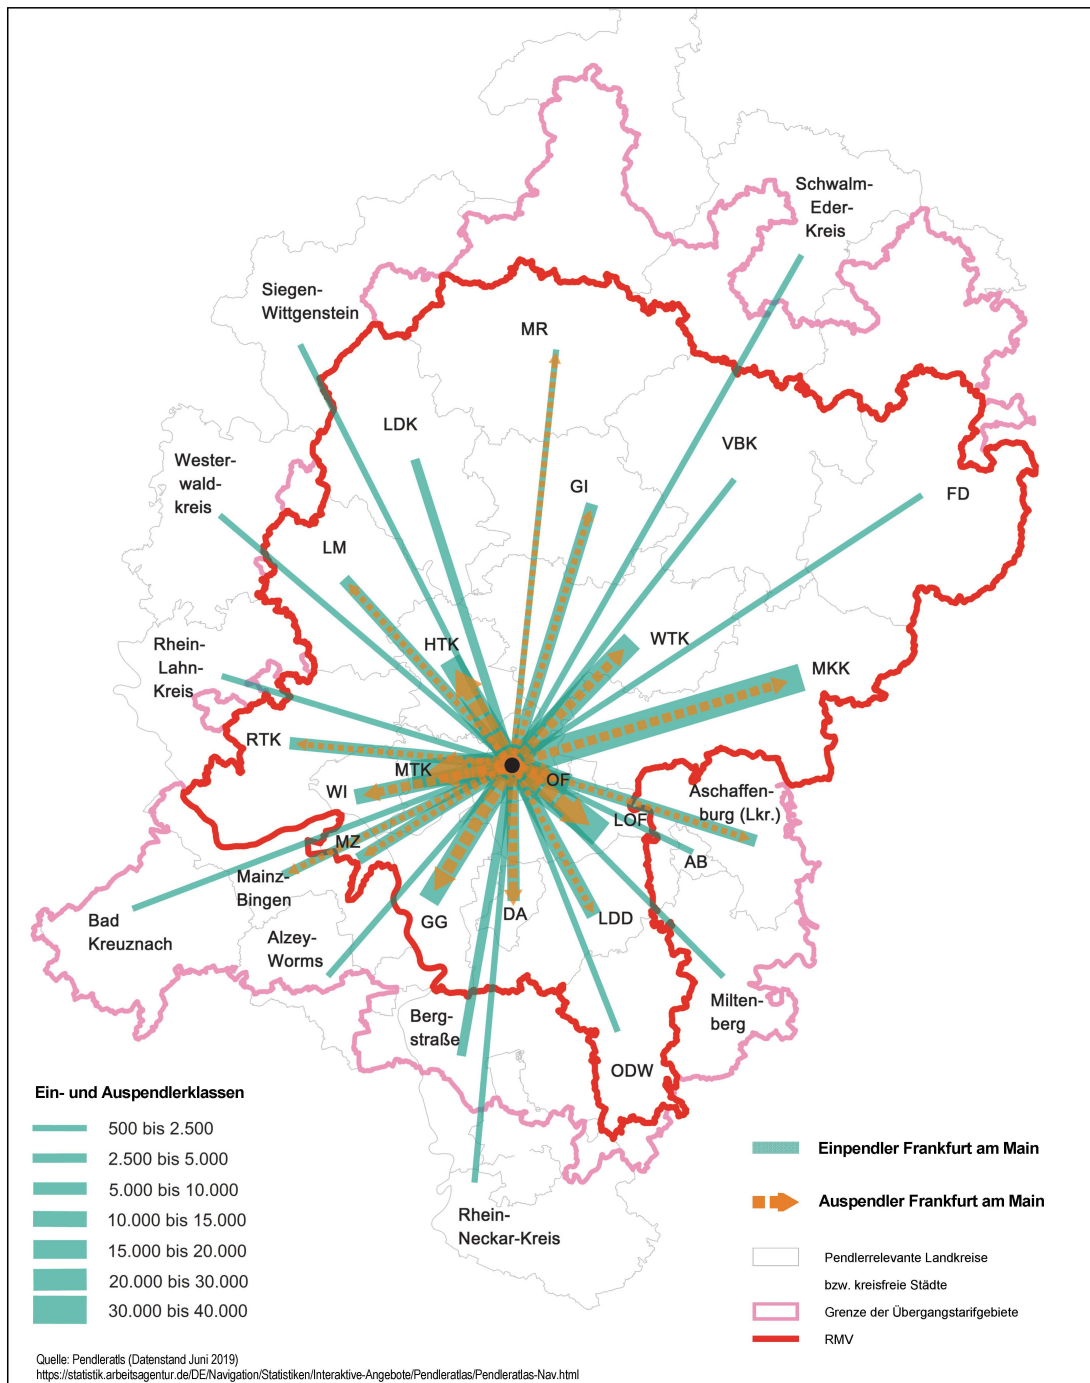 Schwalm-
Eder-
Kreis
Siegen-
Wittgenstein
MR
LDK
VBK
Wester-
wald-
kreis
GI
FD
LM
HTK
WTK
Rhein-
Lahn-
Kreis
MKK
RTK
MTK
OF
WI
Aschaffen-
burg (Lkr.)
LOF
MZ
AB
Mainz-
Bingen
Bad
Kreuznach
GG
DA
LDD
Alzey-
Worms
Milten-
berg
Berg-
straße
ODW
Rhein-
Neckar-Kreis
Ein- und Auspendlerklassen
500 bis 2.500
2.500 bis 5.000
5.000 bis 10.000
10.000 bis 15.000
15.000 bis 20.000
20.000 bis 30.000
30.000 bis 40.000
Einpendler Frankfurt am Main
Auspendler Frankfurt am Main
Pendlerrelevante Landkreise
bzw. kreisfreie Städte
Grenze der Übergangstarifgebiete
RMV
Quelle: Pendleratls (Datenstand Juni 2019)
https://statistik.arbeitsagentur.de/DE/Navigation/Statistiken/Interaktive-Angebote/Pendleratlas/Pendleratlas-Nav.html